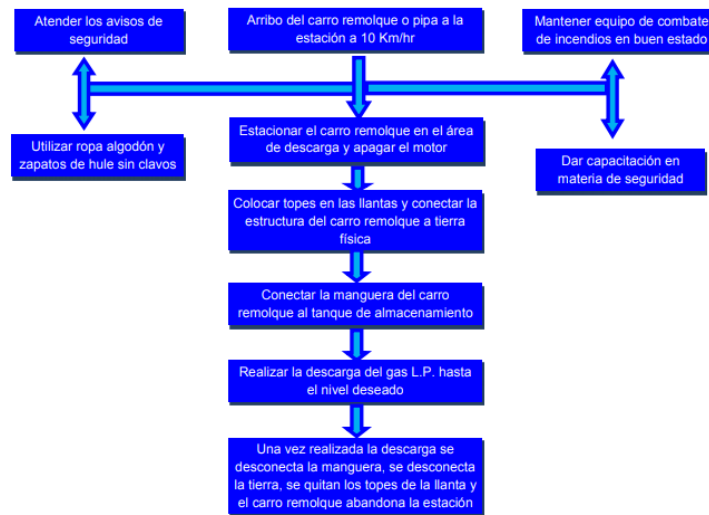 Atender los avisos de
seguridad
Arribo del carro remolque o pipa a la
estación a 10 Km/hr
Mantener equipo de combate
de incendios en buen estado
Utilizar ropa algodón y
zapatos de hule sin clavos
Estacionar el carro remolque en el área
de descarga y apagar el motor
Dar capacitación en
materia de seguridad
Colocar topes en las llantas y conectar la
estructura del carro remolque a tierra
física
Conectar la manguera del carro
remolque al tanque de almacenamiento
Realizar la descarga del gas L.P. hasta
el nivel deseado
Una vez realizada la descarga se
desconecta la manguera, se desconecta
la tierra, se quitan los topes de la llanta y
el carro remolque abandona la estación